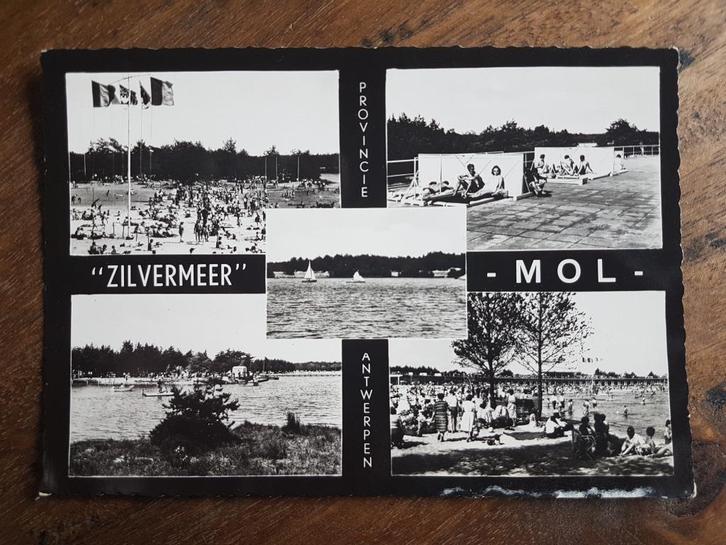 PROVINCIE
"ZILVERMEER"
- MOL -
ANTWERPEN